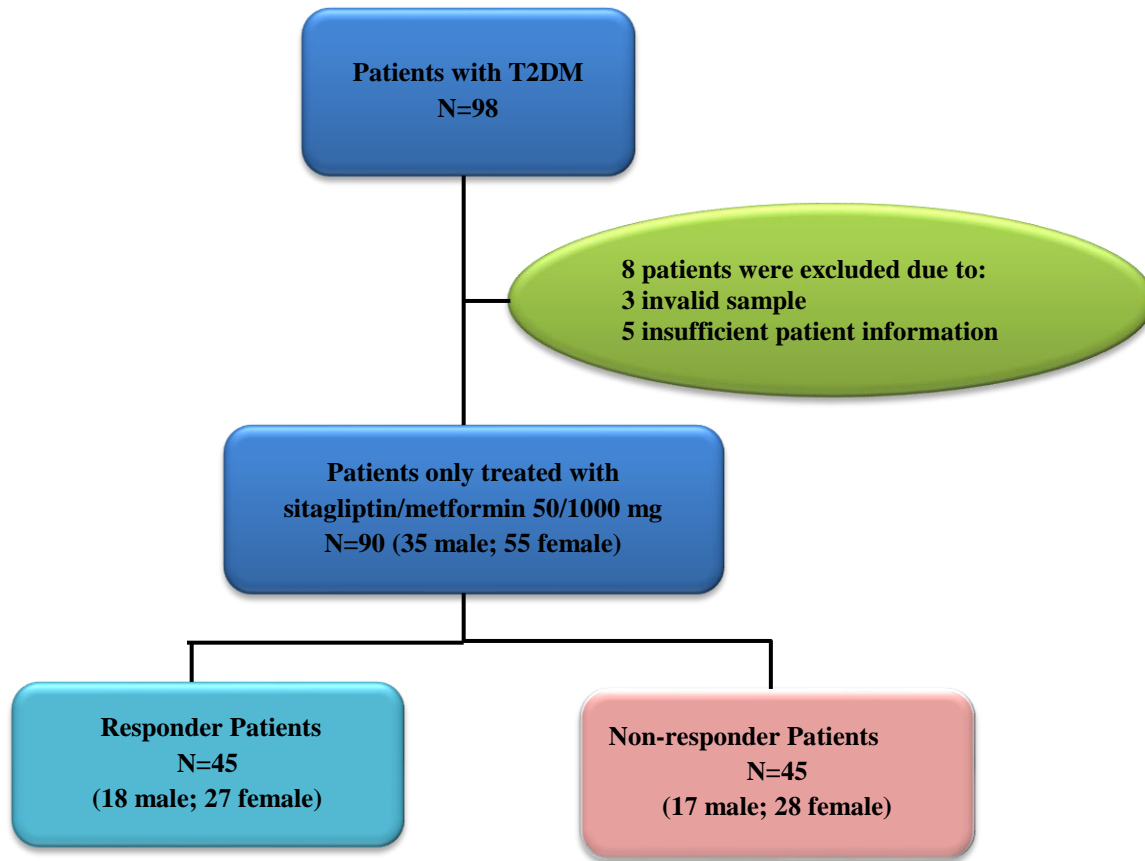 Patients with T2DM
N=98
8 patients were excluded due to:
3 invalid sample
5 insufficient patient information
Patients only treated with
sitagliptin/metformin 50/1000 mg
N=90 (35 male; 55 female)
Responder Patients
N=45
(18 male; 27 female)
Non-responder Patients
N=45
(17 male; 28 female)